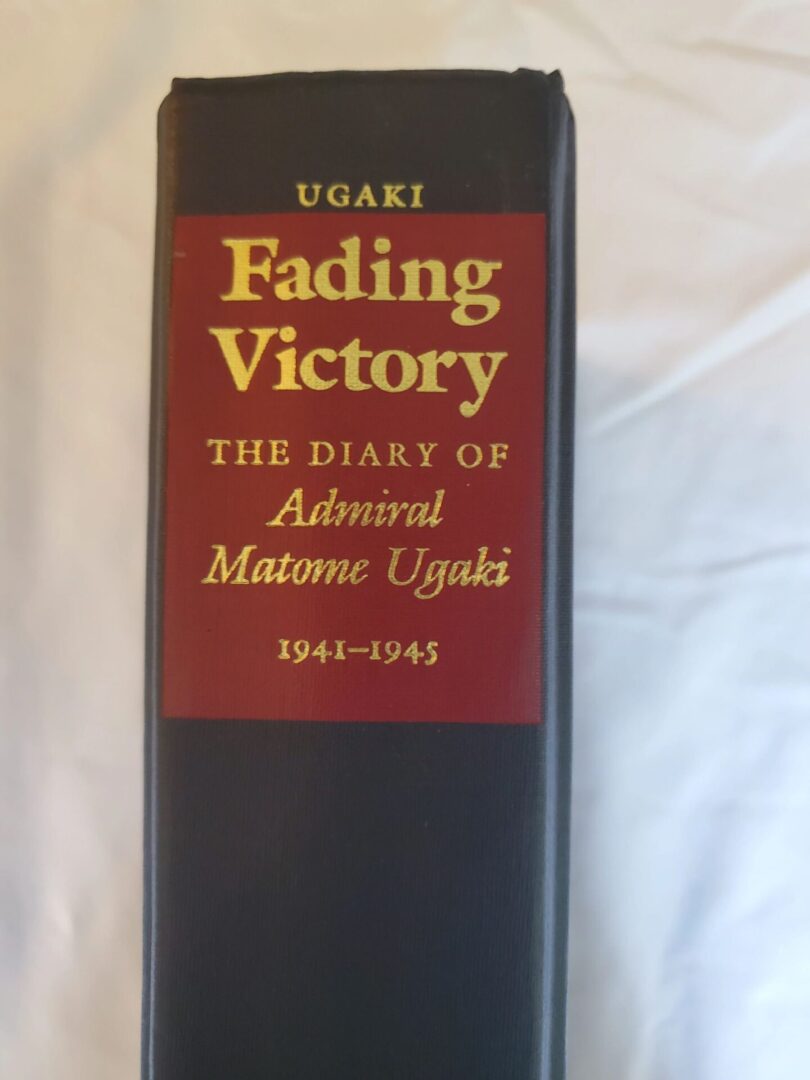 UGAKI
Fading
Victory
THE DIARY OF
Admiral
Matome Ugaki
1941–1945